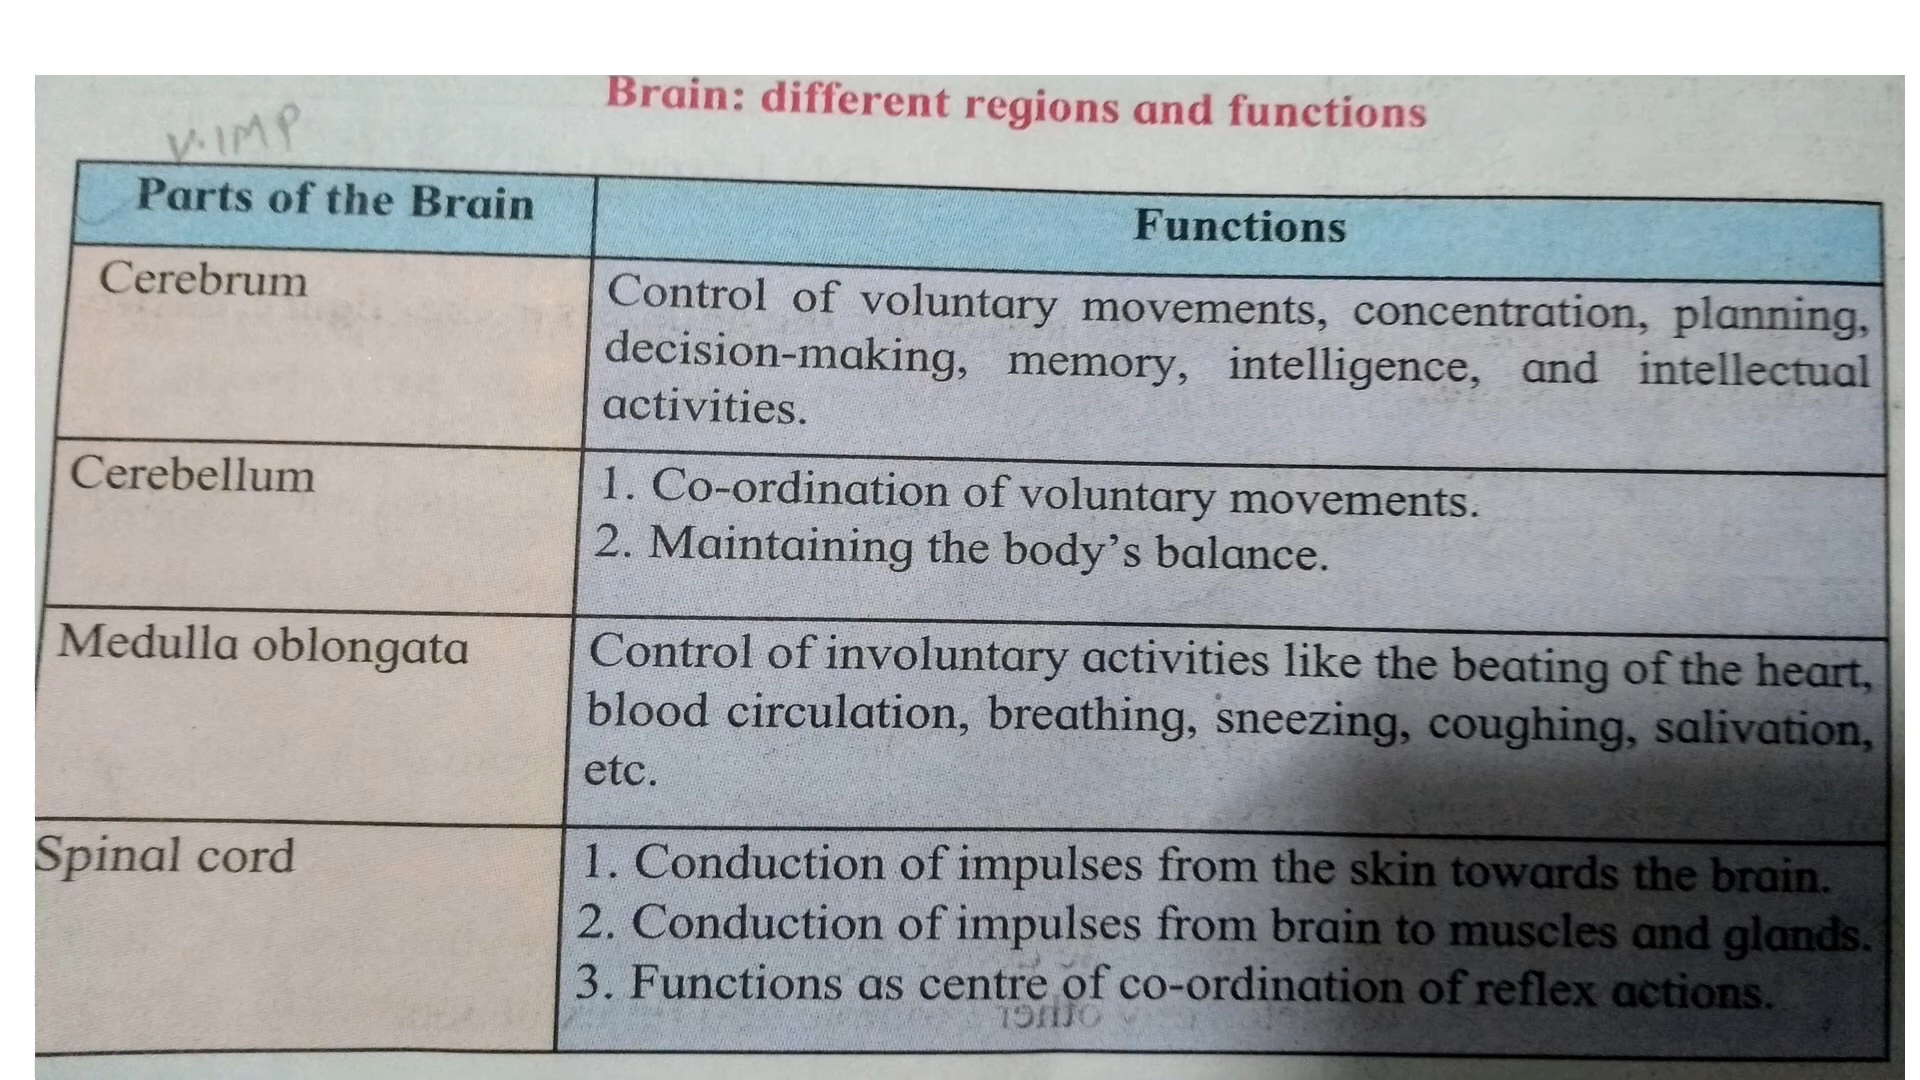 Brain: different regions and functions
V.IMP
Parts of the Brain
Functions
Cerebrum
Control of voluntary movements, concentration, planning,
decision-making, memory, intelligence, and intellectual
activities.
Cerebellum
1. Co-ordination of voluntary movements.
2. Maintaining the body’s balance.
Medulla oblongata
Control of involuntary activities like the beating of the heart,
blood circulation, breathing, sneezing, coughing, salivation,
etc.
Spinal cord
1. Conduction of impulses from the skin towards the brain.
2. Conduction of impulses from brain to muscles and glands.
3. Functions as centre of co-ordination of reflex actions.